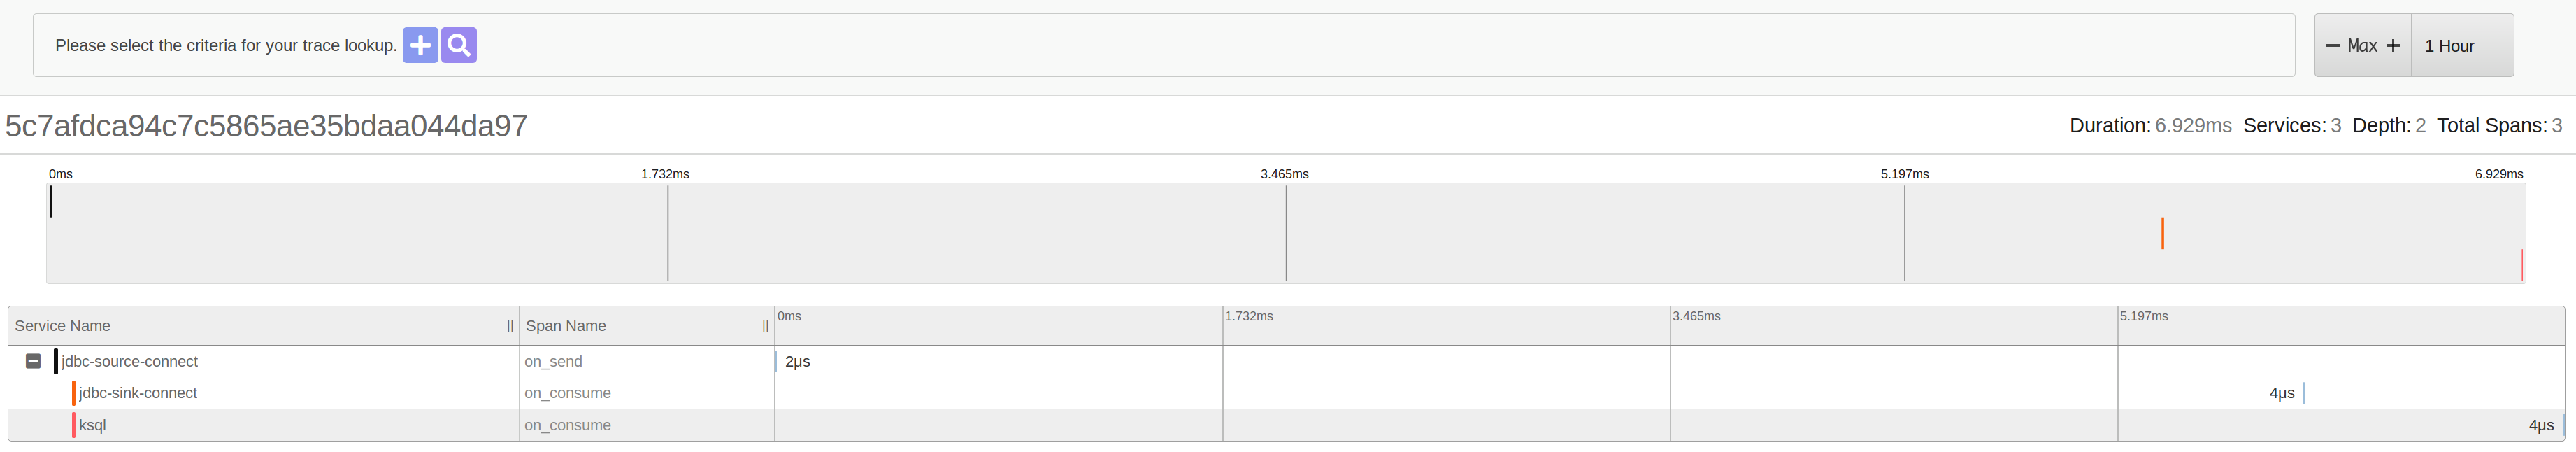 Please select the criteria for your trace lookup.
Max 1 Hour
5c7afdca94c7c5865ae35bdaa044da97
Duration: 6.929ms Services: 3 Depth: 2 Total Spans: 3
0ms 1.732ms 3.465ms 5.197ms 6.929ms
Service Name Span Name 0ms 1.732ms 3.465ms 5.197ms
jdbc-source-connect on_send 2μs
jdbc-sink-connect on_consume 4μs
ksql on_consume 4μs